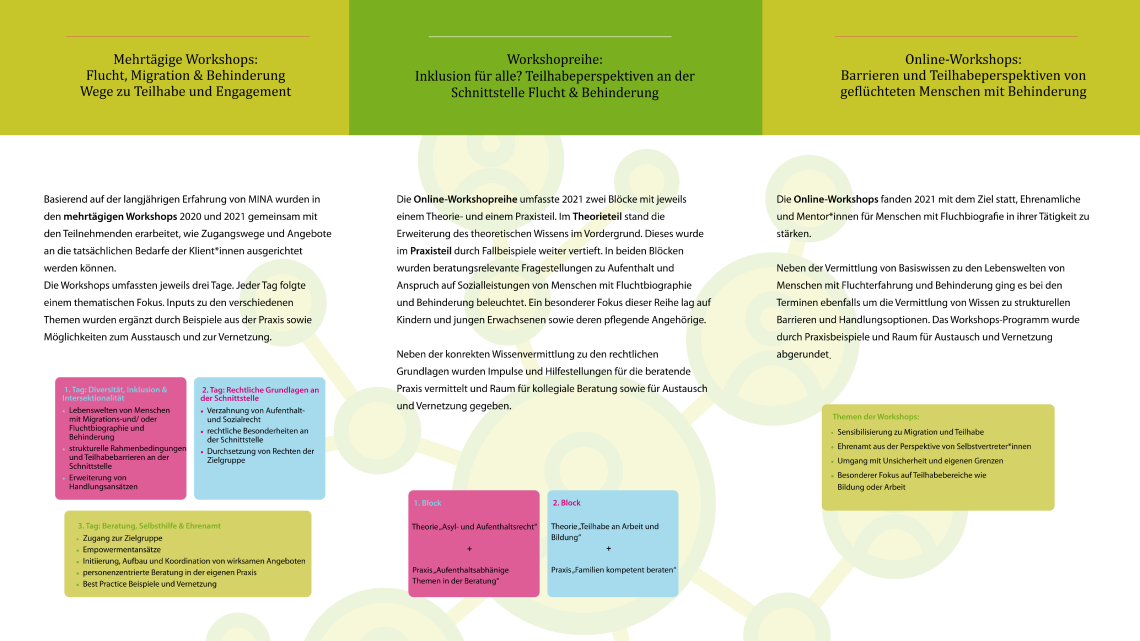 Mehrtägige Workshops:
Flucht, Migration & Behinderung
Wege zu Teilhabe und Engagement
Basierend auf der langjährigen Erfahrung von MINA wurden in
den mehrtägigen Workshops 2020 und 2021 gemeinsam mit
den Teilnehmenden erarbeitet, wie Zugangswege und Angebote
an die tatsächlichen Bedarfe der Klient*innen ausgerichtet
werden können.
Die Workshops umfassten jeweils drei Tage. Jeder Tag folgte
einem thematischen Fokus. Inputs zu den verschiedenen
Themen wurden ergänzt durch Beispiele aus der Praxis sowie
Möglichkeiten zum Ausstausch und zur Vernetzung.
1. Tag: Diversität, Inklusion &
Intersektionalität
• Lebenswelten von Menschen
mit Migrations-und/ oder
Fluchtbiographie und
Behinderung
• strukturelle Rahmenbedingungen
und Teilhabebarrieren an der
Schnittstelle
• Erweiterung von
Handlungsansätzen
2. Tag: Rechtliche Grundlagen an
der Schnittstelle
• Verzahnung von Aufenthalt-
und Sozialrecht
• rechtliche Besonderheiten an
der Schnittstelle
• Durchsetzung von Rechten der
Zielgruppe
3. Tag: Beratung, Selbsthilfe & Ehrenamt
• Zugang zur Zielgruppe
• Empowermentansätze
• Initiierung, Aufbau und Koordination von wirksamen Angeboten
• personenzentrierte Beratung in der eigenen Praxis
• Best Practice Beispiele und Vernetzung
Workshopreihe:
Inklusion für alle? Teilhabeperspektiven an der
Schnittstelle Flucht & Behinderung
Die Online-Workshopreihe umfasste 2021 zwei Blöcke mit jeweils
einem Theorie- und einem Praxisteil. Im Theorieteil stand die
Erweiterung des theoretischen Wissens im Vordergrund. Dieses wurde
im Praxisteil durch Fallbeispiele weiter vertieft. In beiden Blöcken
wurden beratungsrelevante Fragestellungen zu Aufenthalt und
Anspruch auf Sozialleistungen von Menschen mit Fluchtbiographie
und Behinderung beleuchtet. Ein besonderer Fokus dieser Reihe lag auf
Kindern und jungen Erwachsenen sowie deren pflegende Angehörige.
Neben der konkreten Wissenvermittlung zu den rechtlichen
Grundlagen wurden Impulse und Hilfestellungen für die beratende
Praxis vermittelt und Raum für kollegiale Beratung sowie für Austausch
und Vernetzung gegeben.
1. Block
Theorie„Asyl- und Aufenthaltsrecht“
+
Praxis„Aufenthaltsabhänige
Themen in der Beratung“
2. Block
Theorie„Teilhabe an Arbeit und
Bildung“
+
Praxis„Familien kompetent beraten“
Online-Workshops:
Barrieren und Teilhabeperspektiven von
geflüchteten Menschen mit Behinderung
Die Online-Workshops fanden 2021 mit dem Ziel statt, Ehrenamliche
und Mentor*innen für Menschen mit Fluchbiografie in ihrer Tätigkeit zu
stärken.
Neben der Vermittlung von Basiswissen zu den Lebenswelten von
Menschen mit Fluchterfahrung und Behinderung ging es bei den
Terminen ebenfalls um die Vermittlung von Wissen zu strukturellen
Barrieren und Handlungsoptionen. Das Workshops-Programm wurde
durch Praxisbeispiele und Raum für Austausch und Vernetzung
abgerundet.
Themen der Workshops:
• Sensibilisierung zu Migration und Teilhabe
• Ehrenamt aus der Perspektive von Selbstvertreter*innen
• Umgang mit Unsicherheit und eigenen Grenzen
• Besonderer Fokus auf Teilhabebereiche wie
Bildung oder Arbeit